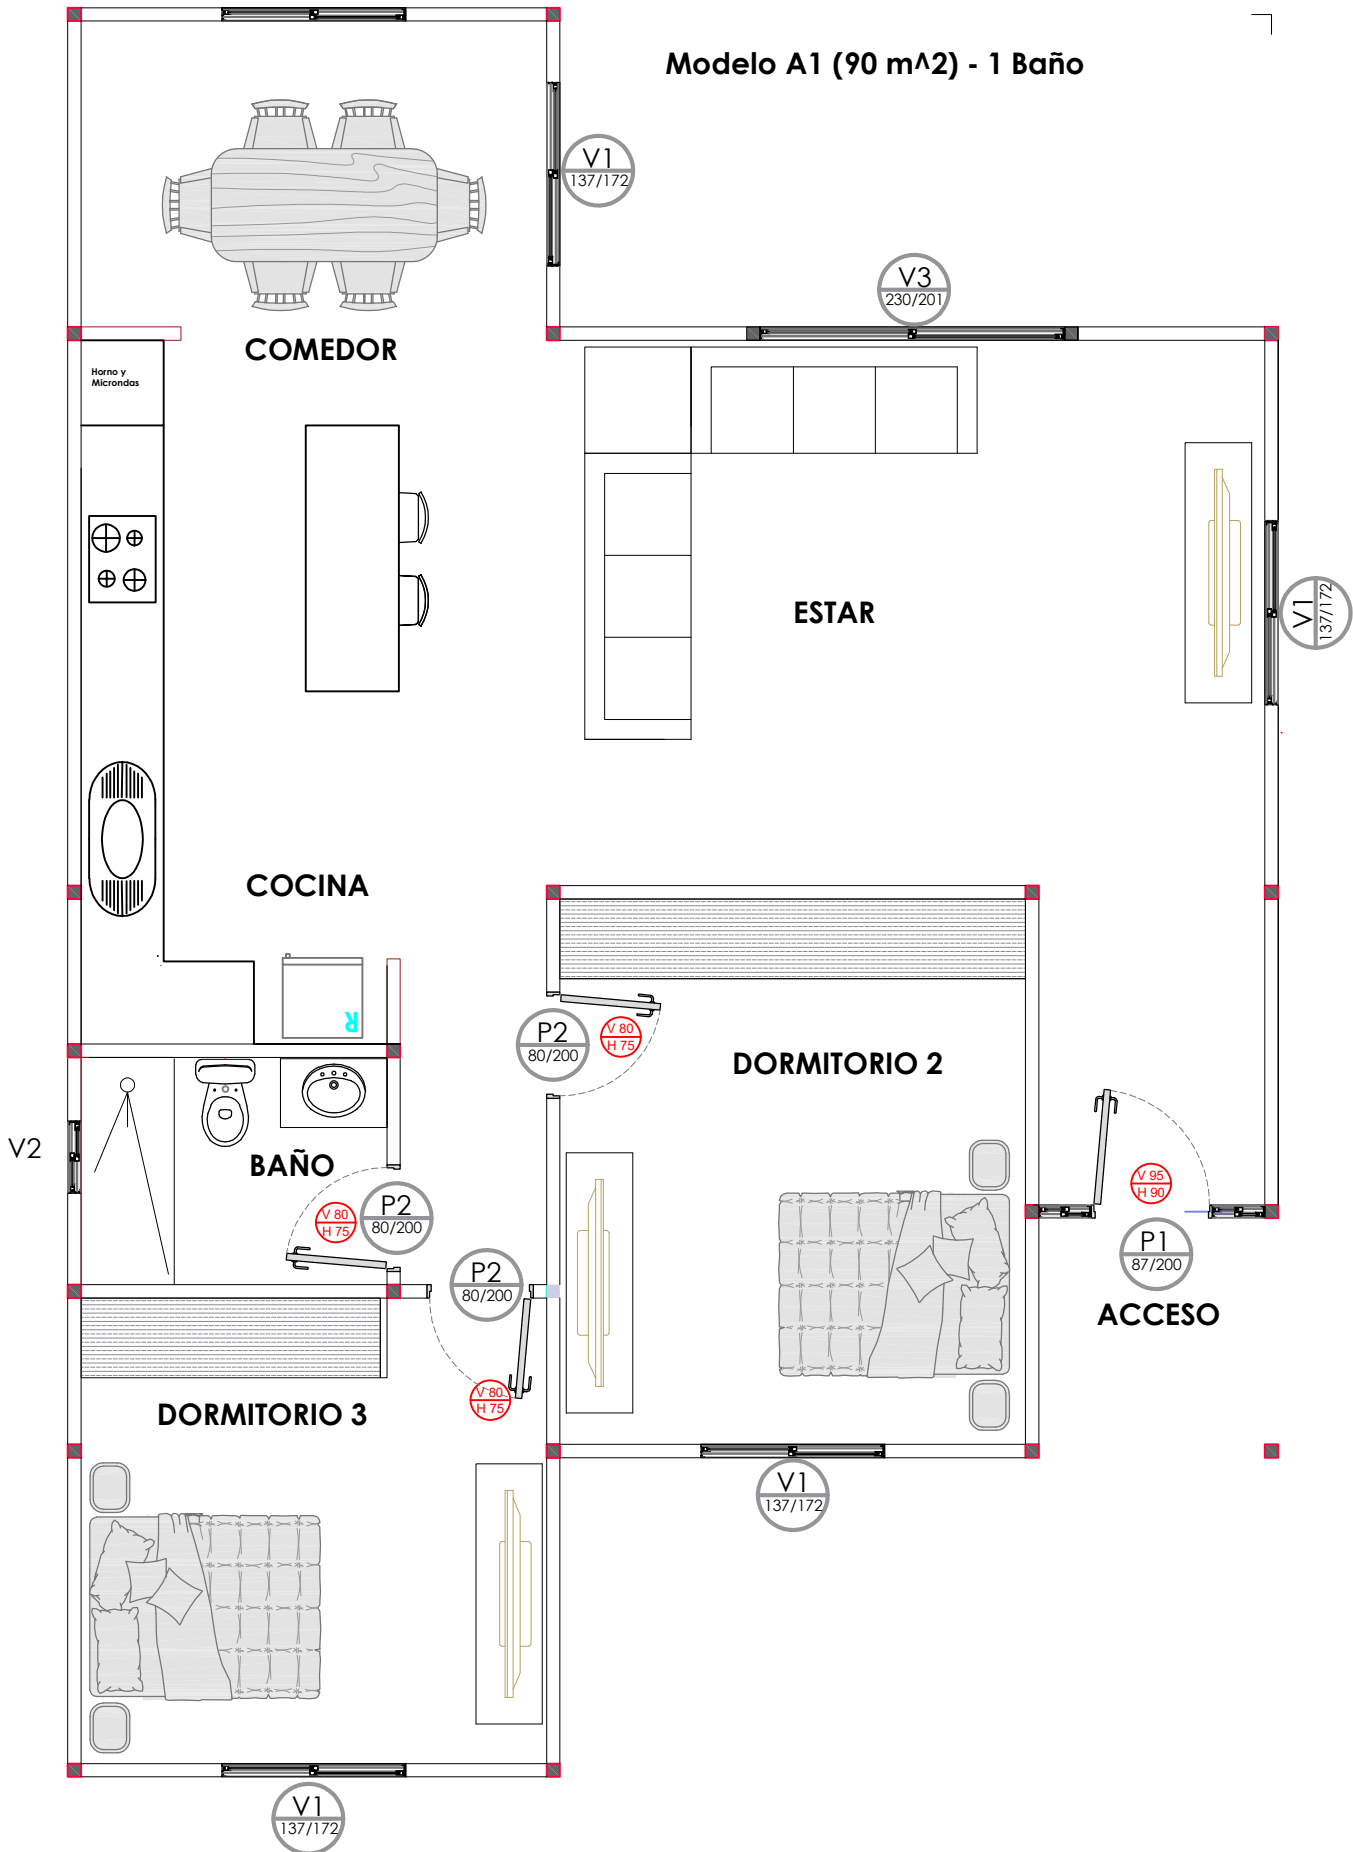 Modelo A1 (90 m^2) - 1 Baño
V1
137/172
V3
230/201
COMEDOR
Horno y
Microndas
ESTAR
V1
137/172
COCINA
R
P2
80/200
V 80
H 75
DORMITORIO 2
V2
BAÑO
V 80
H 75
P2
80/200
V 95
H 90
P1
87/200
P2
80/200
ACCESO
V 80
H 75
DORMITORIO 3
V1
137/172
V1
137/172